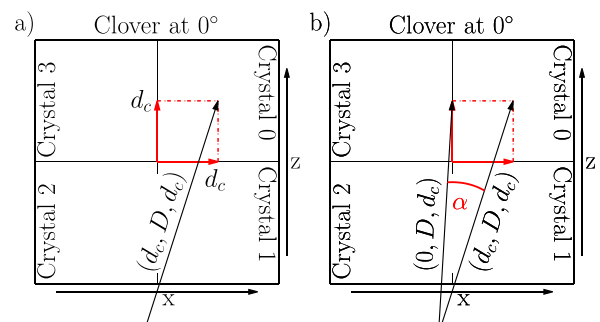 a)
Clover at 0°
Crystal 3
Crystal 0
d_c
d_c
z
Crystal 2
(d_c, D, d_c)
Crystal 1
x
b)
Clover at 0°
Crystal 3
Crystal 0
z
Crystal 2
(0, D, d_c)
α
(d_c, D, d_c)
Crystal 1
x